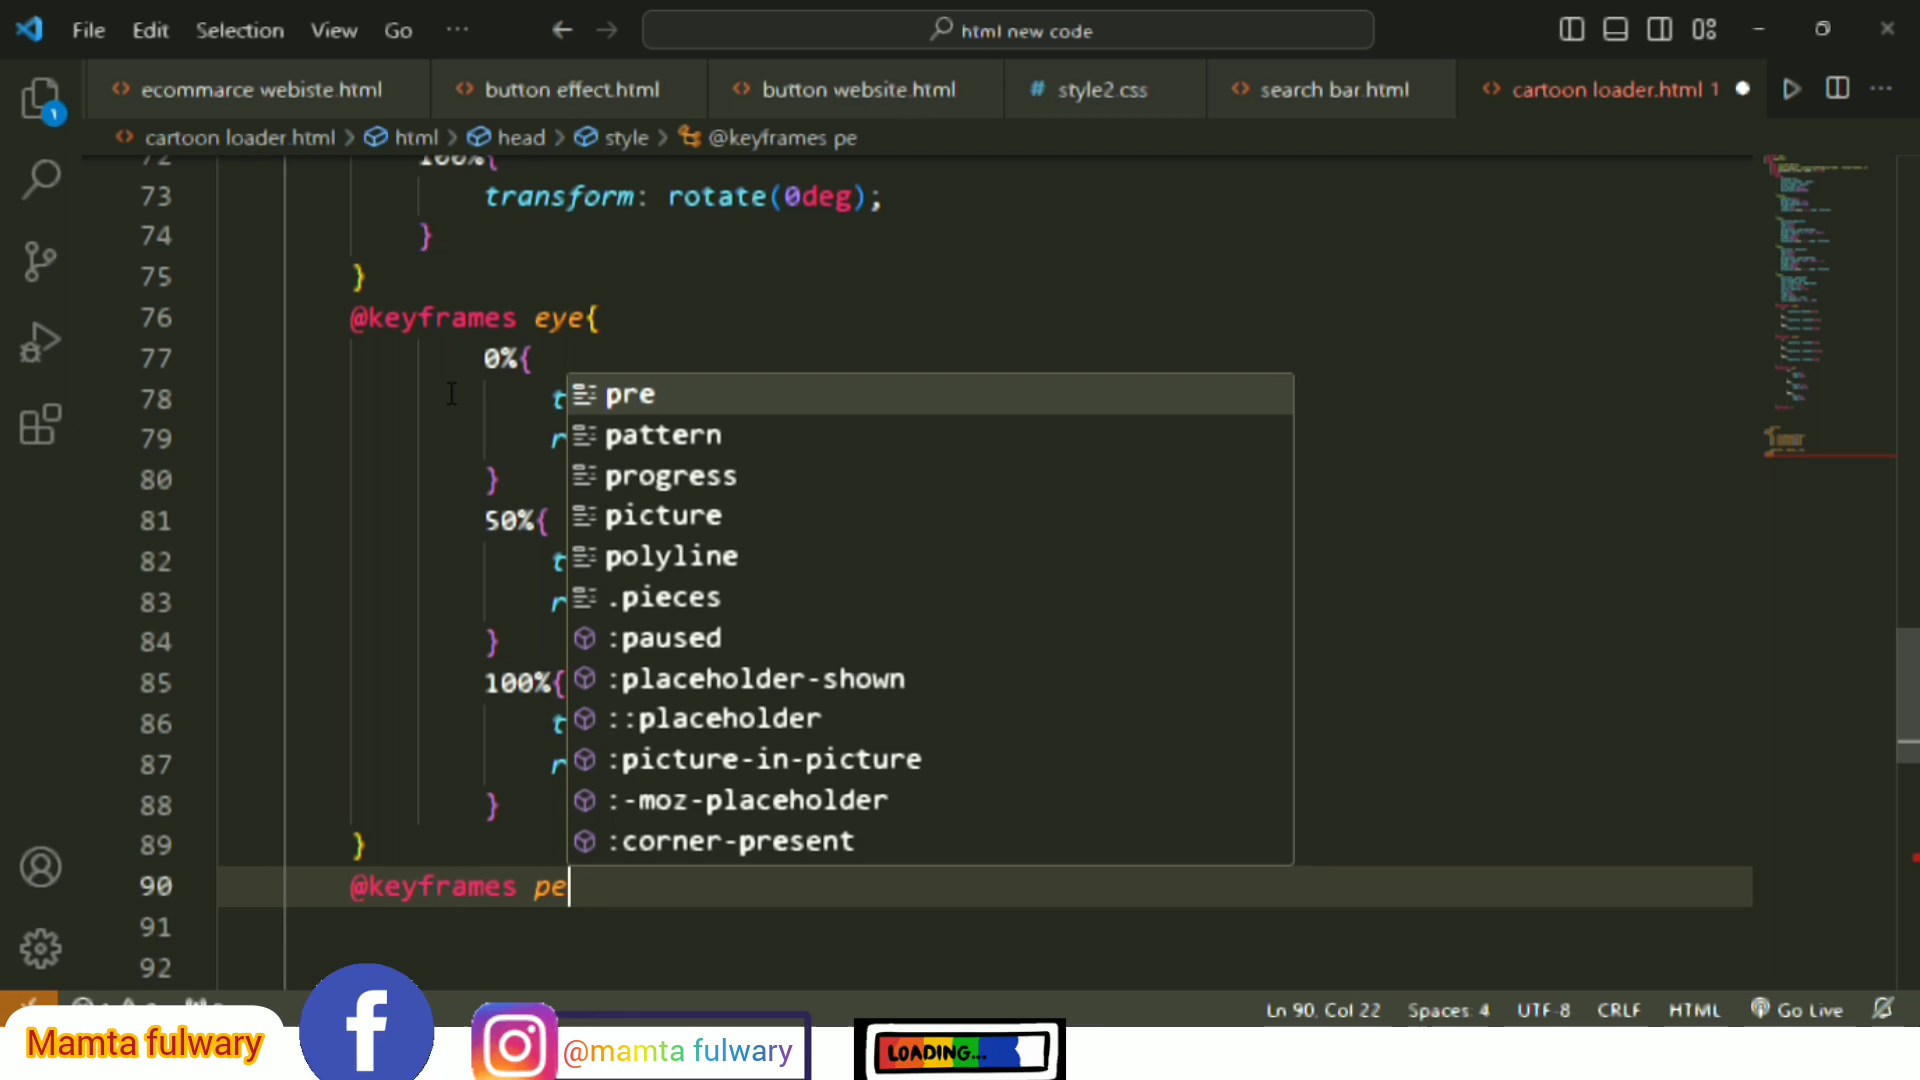 File Edit Selection View Go ··· html new code
ecommarce webiste.html button effect.html button website.html # style2.css search bar.html cartoon loader.html 1
cartoon loader.html > html > head > style > @keyframes pe
72 100%{
73 transform: rotate(0deg);
74 }
75 }
76 @keyframes eye{
77 0%{
78 t
79 r
80 }
81 50%{
82 t
83 r
84 }
85 100%{
86 t
87 r
88 }
89 }
90 @keyframes pe
91
92
pre
pattern
progress
picture
polyline
.pieces
:paused
:placeholder-shown
::placeholder
:picture-in-picture
:-moz-placeholder
:corner-present
1
Ln 90, Col 22 Spaces: 4 UTF-8 CRLF HTML Go Live
Mamta fulwary f @mamta fulwary LOADING...